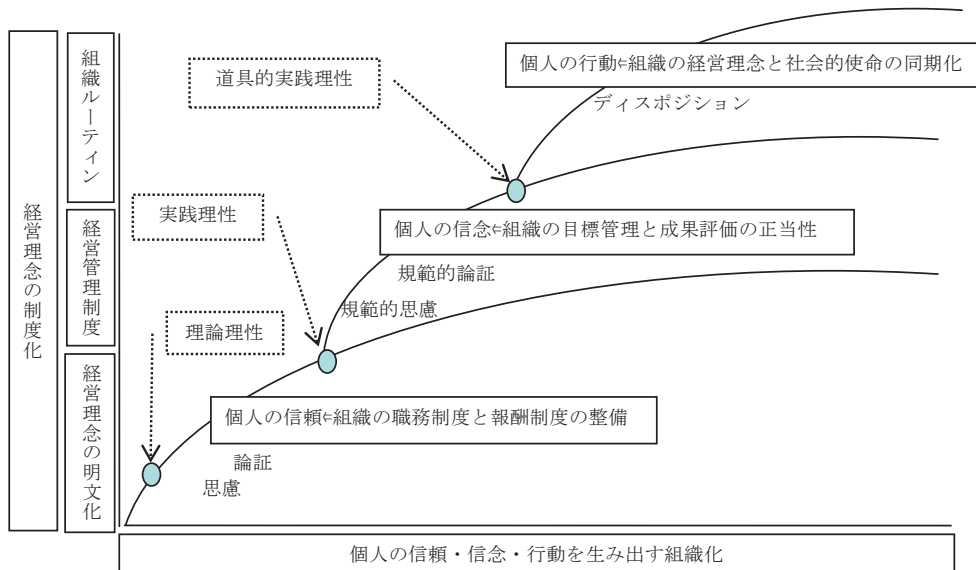 経営理念の制度化
組織ルーティン
経営管理制度
経営理念の明文化
道具的実践理性
個人の行動⇐組織の経営理念と社会的使命の同期化
ディスポジション
実践理性
個人の信念⇐組織の目標管理と成果評価の正当性
規範的論証
規範的思慮
理論理性
個人の信頼⇐組織の職務制度と報酬制度の整備
論証
思慮
個人の信頼・信念・行動を生み出す組織化